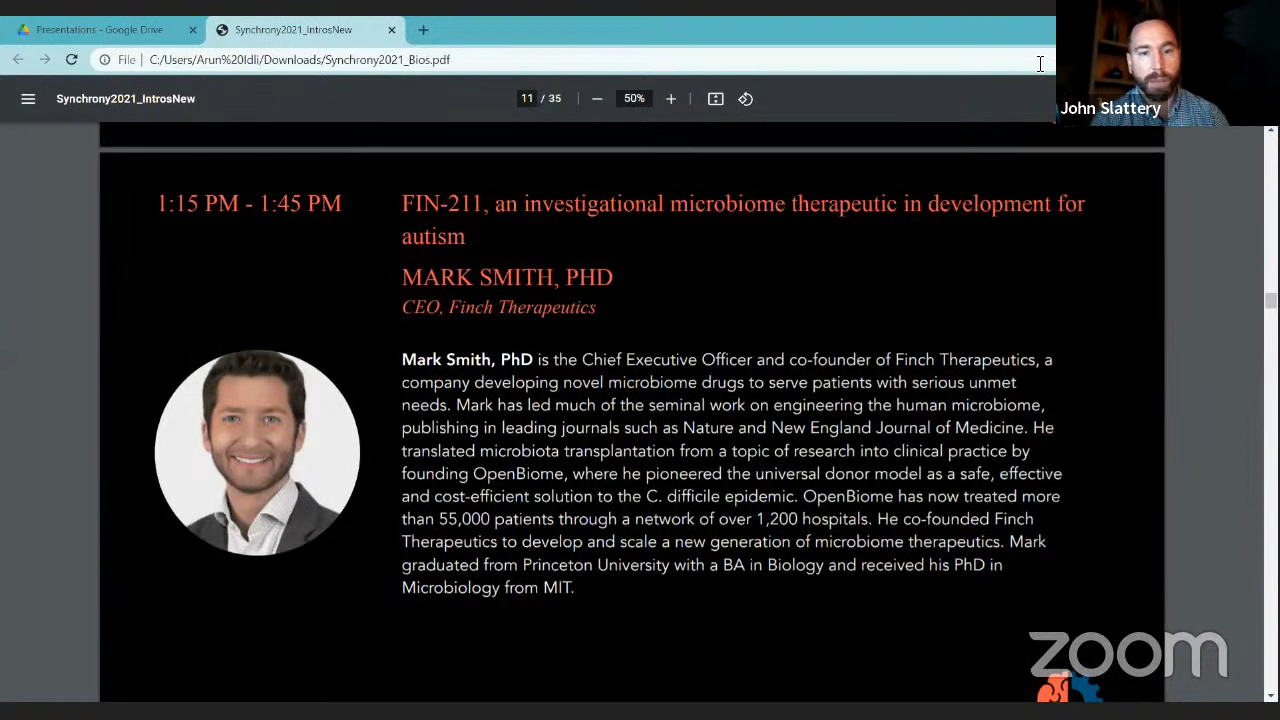 Presentations - Google Drive
Synchrony2021_IntrosNew
File
C:/Users/Arun%20Idli/Downloads/Synchrony2021_Bios.pdf
John Slattery
Synchrony2021_IntrosNew
11 / 35
50%
1:15 PM - 1:45 PM
FIN-211, an investigational microbiome therapeutic in development for
autism
MARK SMITH, PHD
CEO, Finch Therapeutics
Mark Smith, PhD is the Chief Executive Officer and co-founder of Finch Therapeutics, a
company developing novel microbiome drugs to serve patients with serious unmet
needs. Mark has led much of the seminal work on engineering the human microbiome,
publishing in leading journals such as Nature and New England Journal of Medicine. He
translated microbiota transplantation from a topic of research into clinical practice by
founding OpenBiome, where he pioneered the universal donor model as a safe, effective
and cost-efficient solution to the C. difficile epidemic. OpenBiome has now treated more
than 55,000 patients through a network of over 1,200 hospitals. He co-founded Finch
Therapeutics to develop and scale a new generation of microbiome therapeutics. Mark
graduated from Princeton University with a BA in Biology and received his PhD in
Microbiology from MIT.
zoom